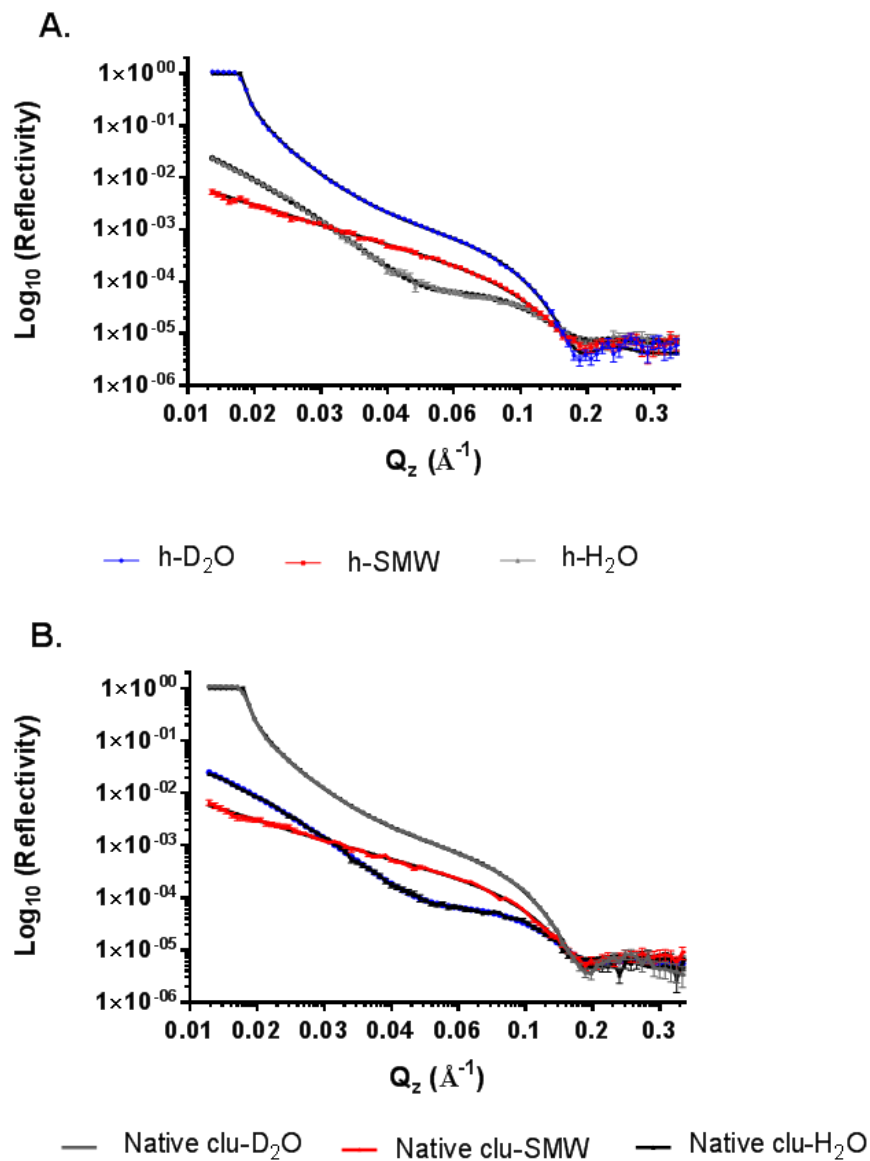 A.
Log₁₀ (Reflectivity)
1×10⁰⁰
1×10⁻⁰¹
1×10⁻⁰²
1×10⁻⁰³
1×10⁻⁰⁴
1×10⁻⁰⁵
1×10⁻⁰⁶
0.01 0.02 0.03 0.04 0.06 0.1 0.2 0.3
Q_z (Å⁻¹)
h-D₂O h-SMW h-H₂O
B.
Log₁₀ (Reflectivity)
1×10⁰⁰
1×10⁻⁰¹
1×10⁻⁰²
1×10⁻⁰³
1×10⁻⁰⁴
1×10⁻⁰⁵
1×10⁻⁰⁶
0.01 0.02 0.03 0.04 0.06 0.1 0.2 0.3
Q_z (Å⁻¹)
Native clu-D₂O Native clu-SMW Native clu-H₂O